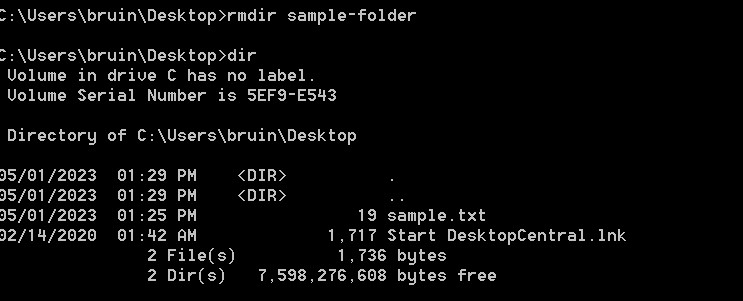 C:\Users\bruin\Desktop>rmdir sample-folder
C:\Users\bruin\Desktop>dir
Volume in drive C has no label.
Volume Serial Number is 5EF9-E543
Directory of C:\Users\bruin\Desktop
05/01/2023 01:29 PM <DIR> .
05/01/2023 01:29 PM <DIR> ..
05/01/2023 01:25 PM 19 sample.txt
02/14/2020 01:42 AM 1,717 Start DesktopCentral.lnk
2 File(s) 1,736 bytes
2 Dir(s) 7,598,276,608 bytes free